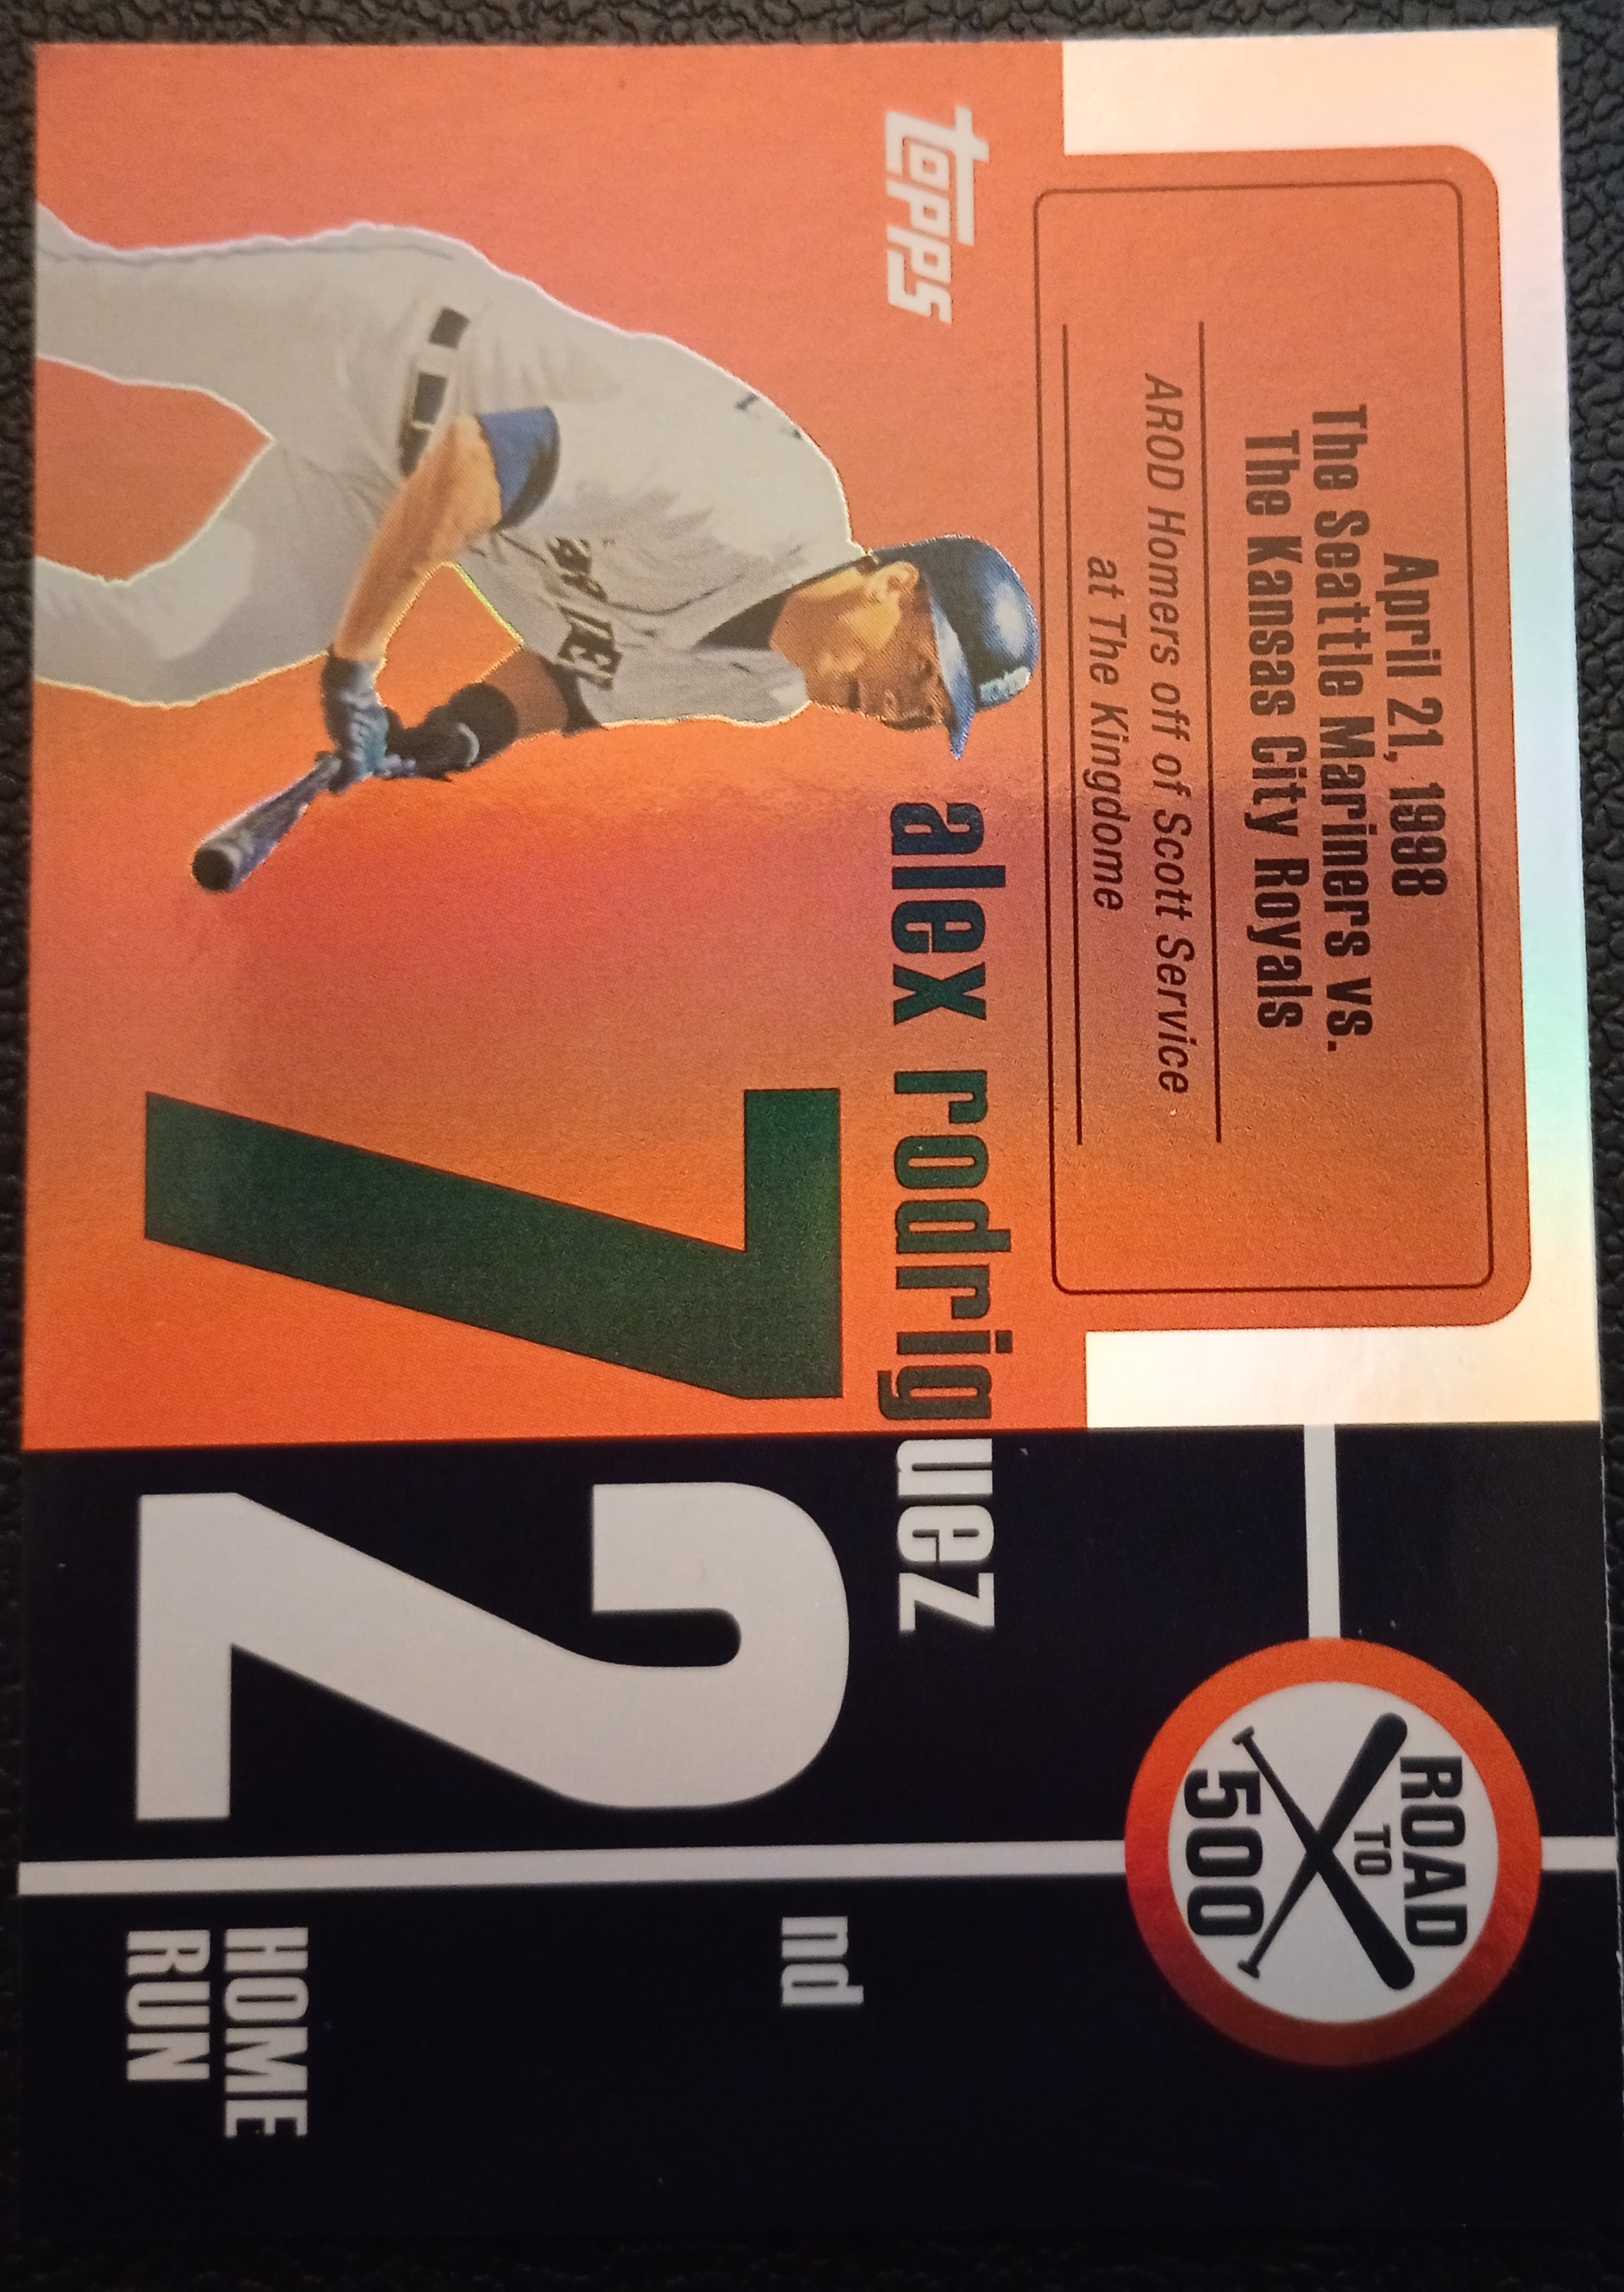 April 21, 1998
The Seattle Mariners vs.
The Kansas City Royals
AROD Homers off of Scott Service
at The Kingdome
ROAD
TO
500
topps
alex rodriguez
72
nd
HOME
RUN